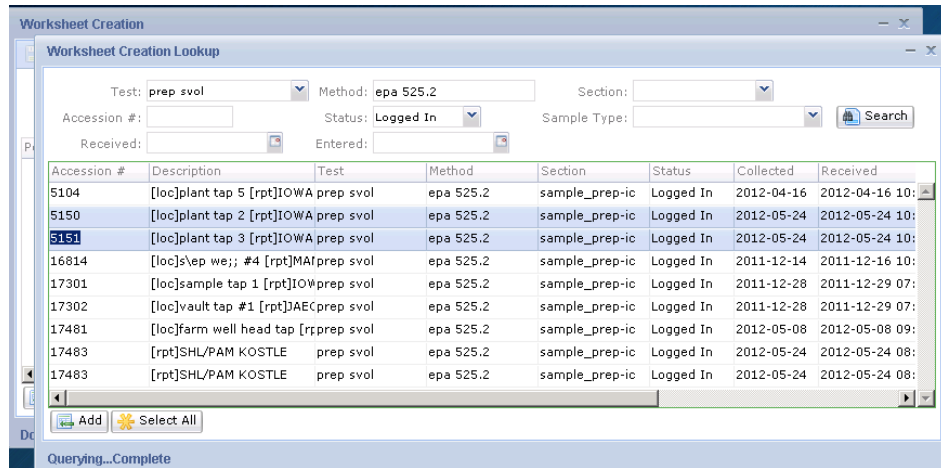 Worksheet Creation
Worksheet Creation Lookup
Test: prep svol Method: epa 525.2 Section:
Accession #: Status: Logged In Sample Type: Search
Received: Entered:
Accession # Description Test Method Section Status Collected Received
5104 [loc]plant tap 5 [rpt]IOWA prep svol epa 525.2 sample_prep-ic Logged In 2012-04-16 2012-04-16 10:
5150 [loc]plant tap 2 [rpt]IOWA prep svol epa 525.2 sample_prep-ic Logged In 2012-05-24 2012-05-24 10:
5151 [loc]plant tap 3 [rpt]IOWA prep svol epa 525.2 sample_prep-ic Logged In 2012-05-24 2012-05-24 10:
16814 [loc]s\ep we;; #4 [rpt]MAI prep svol epa 525.2 sample_prep-ic Logged In 2011-12-14 2011-12-16 10:
17301 [loc]sample tap 1 [rpt]IOW prep svol epa 525.2 sample_prep-ic Logged In 2011-12-28 2011-12-29 07:
17302 [loc]vault tap #1 [rpt]JAEC prep svol epa 525.2 sample_prep-ic Logged In 2011-12-28 2011-12-29 07:
17481 [loc]farm well head tap [rp prep svol epa 525.2 sample_prep-ic Logged In 2012-05-08 2012-05-08 09:
17483 [rpt]SHL/PAM KOSTLE prep svol epa 525.2 sample_prep-ic Logged In 2012-05-24 2012-05-24 08:
17483 [rpt]SHL/PAM KOSTLE prep svol epa 525.2 sample_prep-ic Logged In 2012-05-24 2012-05-24 08:
Add Select All
Querying...Complete